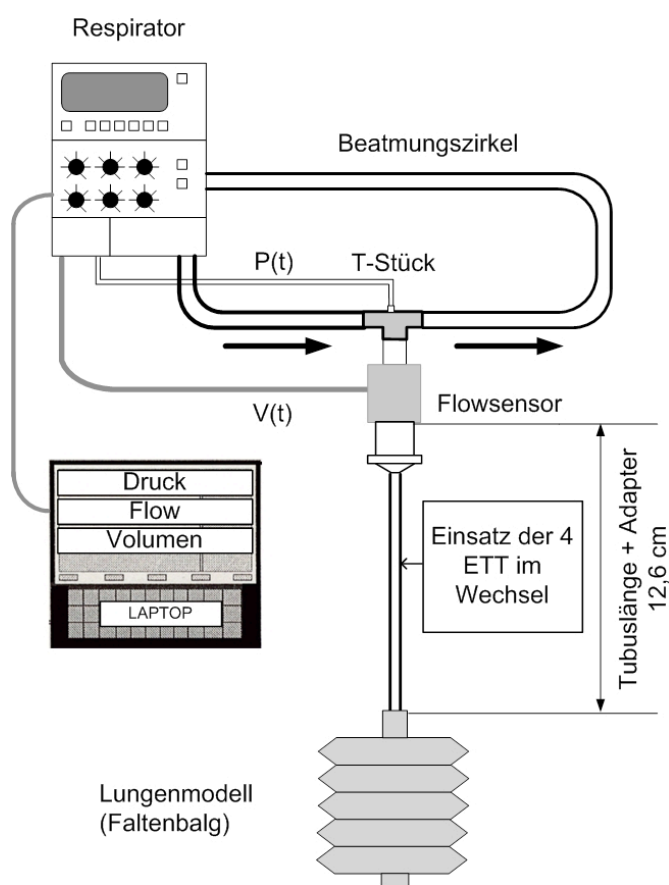 Respirator
Beatmungszirkel
P(t)
T-Stück
V(t)
Flowsensor
Druck
Flow
Volumen
LAPTOP
Einsatz der 4
ETT im
Wechsel
Tubuslänge + Adapter
12,6 cm
Lungenmodell
(Faltenbalg)